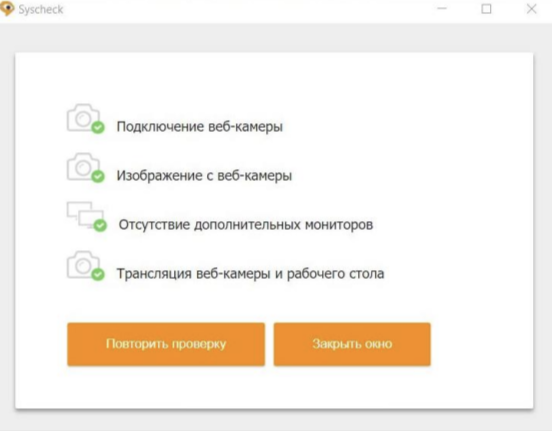 Syscheck
Подключение веб-камеры
Изображение с веб-камеры
Отсутствие дополнительных мониторов
Трансляция веб-камеры и рабочего стола
Повторить проверку
Закрыть окно